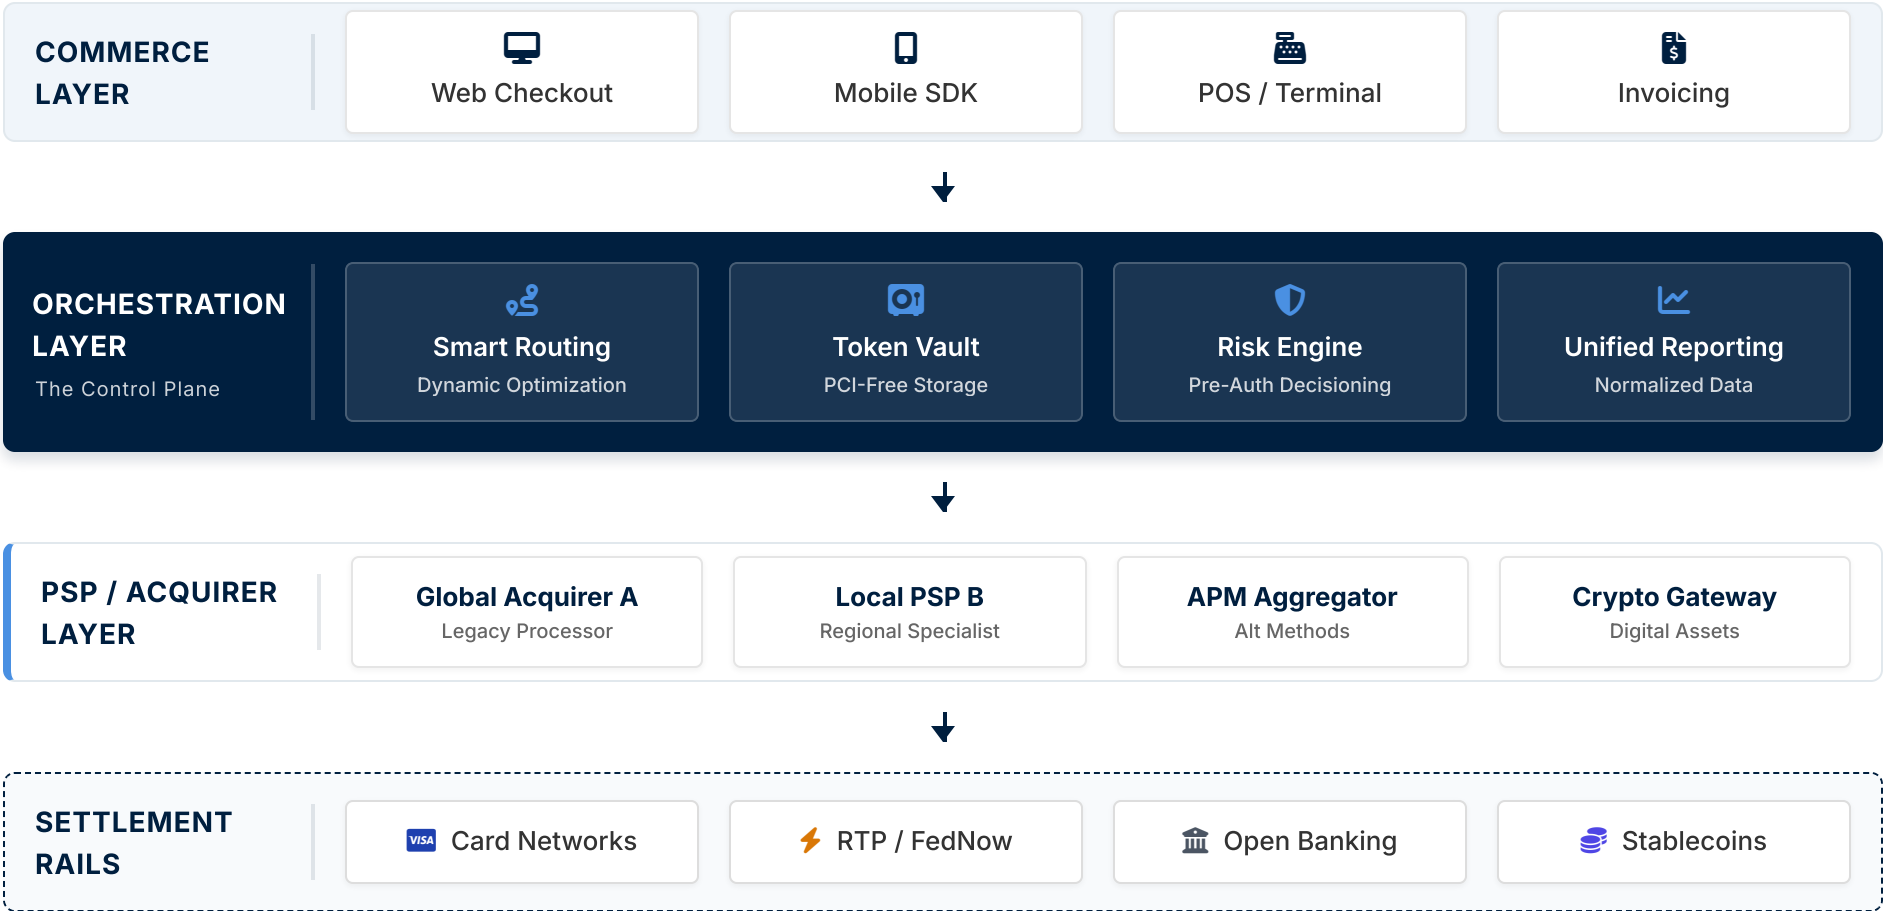 COMMERCE
LAYER
Web Checkout
Mobile SDK
POS / Terminal
$
Invoicing
ORCHESTRATION
LAYER
The Control Plane
Smart Routing
Dynamic Optimization
Token Vault
PCI-Free Storage
Risk Engine
Pre-Auth Decisioning
Unified Reporting
Normalized Data
PSP / ACQUIRER
LAYER
Global Acquirer A
Legacy Processor
Local PSP B
Regional Specialist
APM Aggregator
Alt Methods
Crypto Gateway
Digital Assets
SETTLEMENT
RAILS
VISA Card Networks
RTP / FedNow
Open Banking
Stablecoins